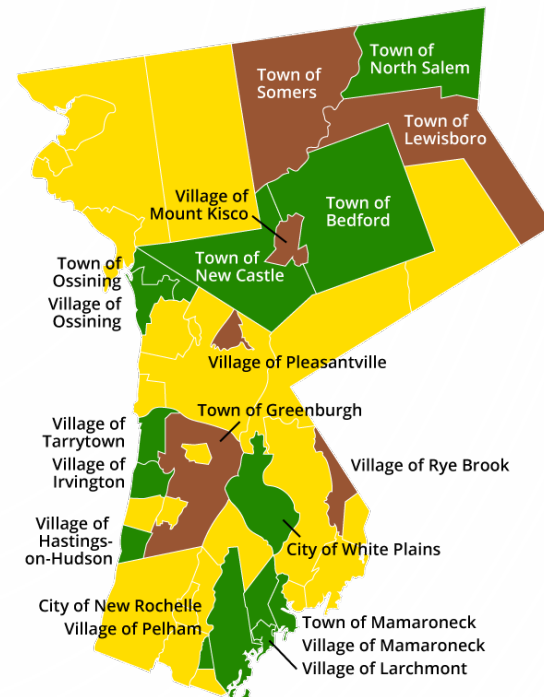 Town of
North Salem
Town of
Somers
Town of
Lewisboro
Village of
Mount Kisco
Town of
Bedford
Town of
New Castle
Town of
Ossining
Village of
Ossining
Village of Pleasantville
Town of Greenburgh
Village of
Tarrytown
Village of
Irvington
Village of Rye Brook
Village of
Hastings-
on-Hudson
City of White Plains
City of New Rochelle
Village of Pelham
Town of Mamaroneck
Village of Mamaroneck
Village of Larchmont